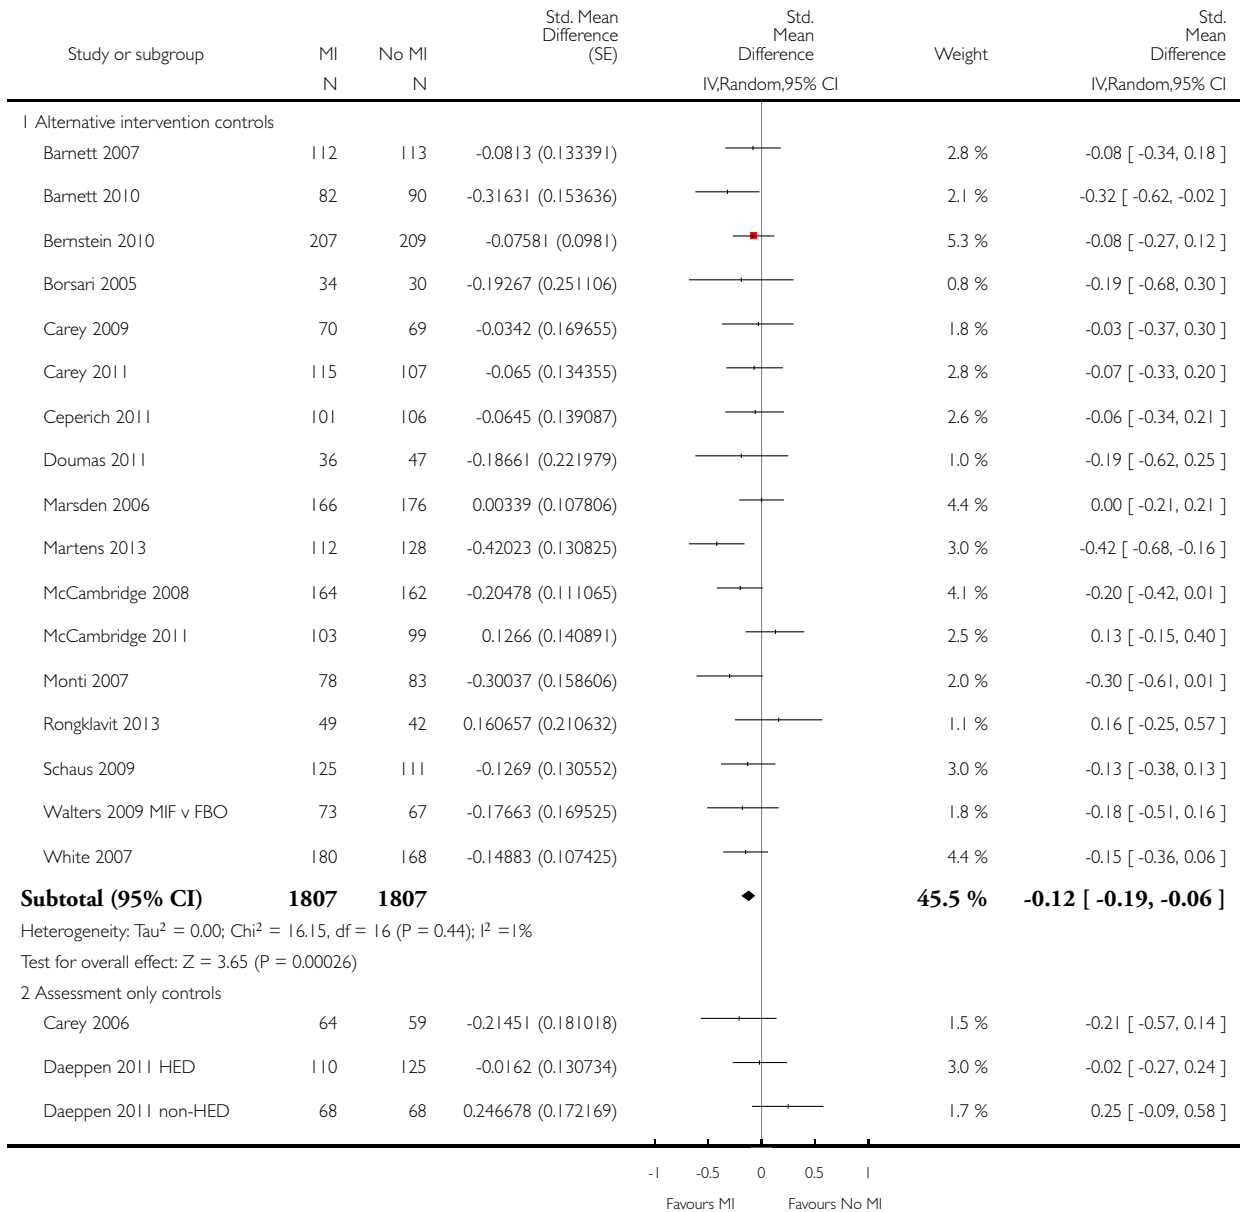 Study or subgroup MI No MI Std. Mean Difference (SE) Std. Mean Difference Weight Std. Mean Difference
N N IV,Random,95% CI IV,Random,95% CI
1 Alternative intervention controls
Barnett 2007 112 113 -0.0813 (0.133391) 2.8 % -0.08 [ -0.34, 0.18 ]
Barnett 2010 82 90 -0.31631 (0.153636) 2.1 % -0.32 [ -0.62, -0.02 ]
Bernstein 2010 207 209 -0.07581 (0.0981) 5.3 % -0.08 [ -0.27, 0.12 ]
Borsari 2005 34 30 -0.19267 (0.251106) 0.8 % -0.19 [ -0.68, 0.30 ]
Carey 2009 70 69 -0.0342 (0.169655) 1.8 % -0.03 [ -0.37, 0.30 ]
Carey 2011 115 107 -0.065 (0.134355) 2.8 % -0.07 [ -0.33, 0.20 ]
Ceperich 2011 101 106 -0.0645 (0.139087) 2.6 % -0.06 [ -0.34, 0.21 ]
Doumas 2011 36 47 -0.18661 (0.221979) 1.0 % -0.19 [ -0.62, 0.25 ]
Marsden 2006 166 176 0.00339 (0.107806) 4.4 % 0.00 [ -0.21, 0.21 ]
Martens 2013 112 128 -0.42023 (0.130825) 3.0 % -0.42 [ -0.68, -0.16 ]
McCambridge 2008 164 162 -0.20478 (0.111065) 4.1 % -0.20 [ -0.42, 0.01 ]
McCambridge 2011 103 99 0.1266 (0.140891) 2.5 % 0.13 [ -0.15, 0.40 ]
Monti 2007 78 83 -0.30037 (0.158606) 2.0 % -0.30 [ -0.61, 0.01 ]
Rongklavit 2013 49 42 0.160657 (0.210632) 1.1 % 0.16 [ -0.25, 0.57 ]
Schaus 2009 125 111 -0.1269 (0.130552) 3.0 % -0.13 [ -0.38, 0.13 ]
Walters 2009 MIF v FBO 73 67 -0.17663 (0.169525) 1.8 % -0.18 [ -0.51, 0.16 ]
White 2007 180 168 -0.14883 (0.107425) 4.4 % -0.15 [ -0.36, 0.06 ]
Subtotal (95% CI) 1807 1807 45.5 % -0.12 [ -0.19, -0.06 ]
Heterogeneity: Tau² = 0.00; Chi² = 16.15, df = 16 (P = 0.44); I² =1%
Test for overall effect: Z = 3.65 (P = 0.00026)
2 Assessment only controls
Carey 2006 64 59 -0.21451 (0.181018) 1.5 % -0.21 [ -0.57, 0.14 ]
Daeppen 2011 HED 110 125 -0.0162 (0.130734) 3.0 % -0.02 [ -0.27, 0.24 ]
Daeppen 2011 non-HED 68 68 0.246678 (0.172169) 1.7 % 0.25 [ -0.09, 0.58 ]
-1 -0.5 0 0.5 1
Favours MI Favours No MI